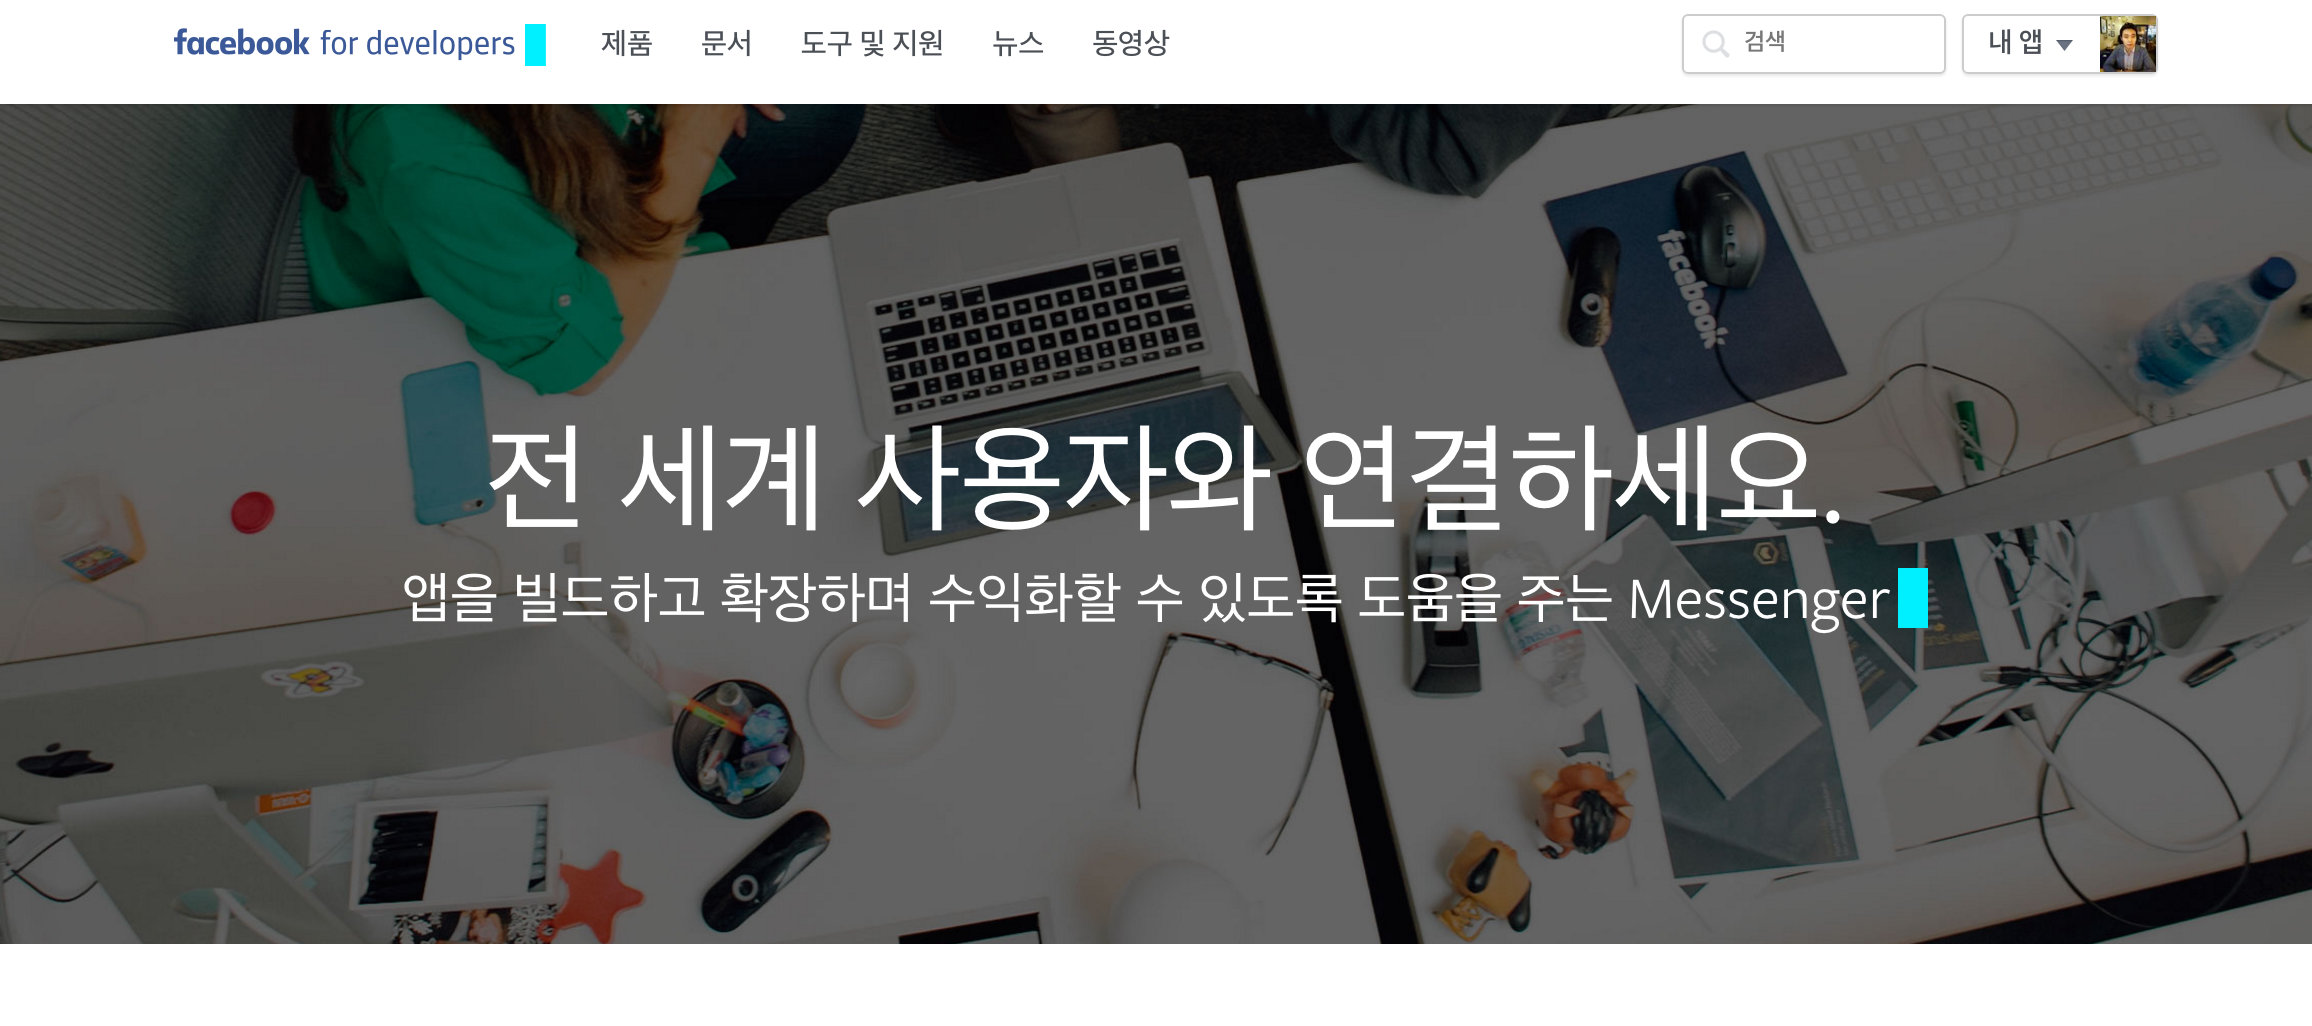 facebook for developers
제품
문서
도구 및 지원
뉴스
동영상
검색
내 앱
facebook
전 세계 사용자와 연결하세요.
앱을 빌드하고 확장하며 수익화할 수 있도록 도움을 주는 Messenger